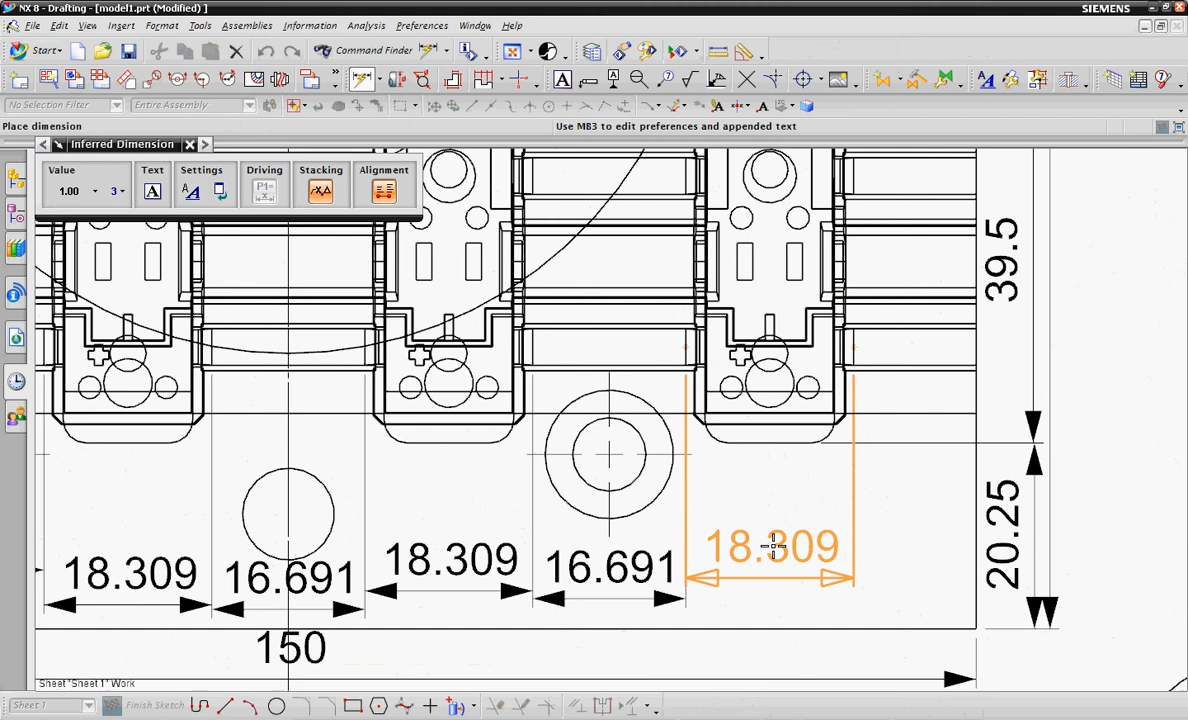 NX 8 - Drafting - [model1.prt (Modified) ]
SIEMENS
File Edit View Insert Format Tools Assemblies Information Analysis Preferences Window Help
Start
Command Finder
No Selection Filter
Entire Assembly
Place dimension
Use MB3 to edit preferences and appended text
Inferred Dimension
Value Text Settings Driving Stacking Alignment
1.00 3 A P1= x A
39.5
20.25
18.309
16.691
18.309
16.691
18.309
150
Sheet "Sheet 1" Work
Sheet 1
Finish Sketch